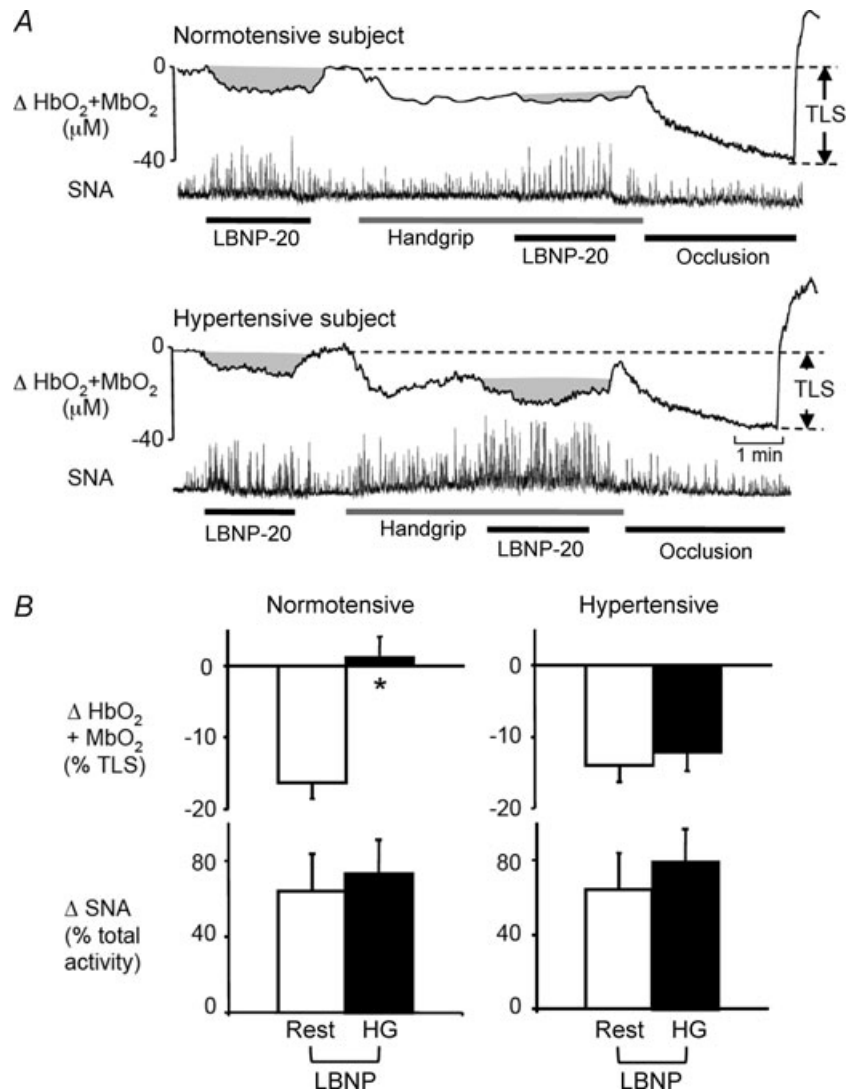 A
Normotensive subject
0
Δ HbO2+MbO2
(μM)
-40
TLS
SNA
LBNP-20
Handgrip
LBNP-20
Occlusion
Hypertensive subject
0
Δ HbO2+MbO2
(μM)
-40
TLS
1 min
SNA
LBNP-20
Handgrip
LBNP-20
Occlusion
B
Normotensive
Hypertensive
0
0
*
Δ HbO2
+ MbO2
(% TLS)
-10
-10
-20
-20
80
80
Δ SNA
(% total
activity)
40
40
0
0
Rest HG
Rest HG
LBNP
LBNP